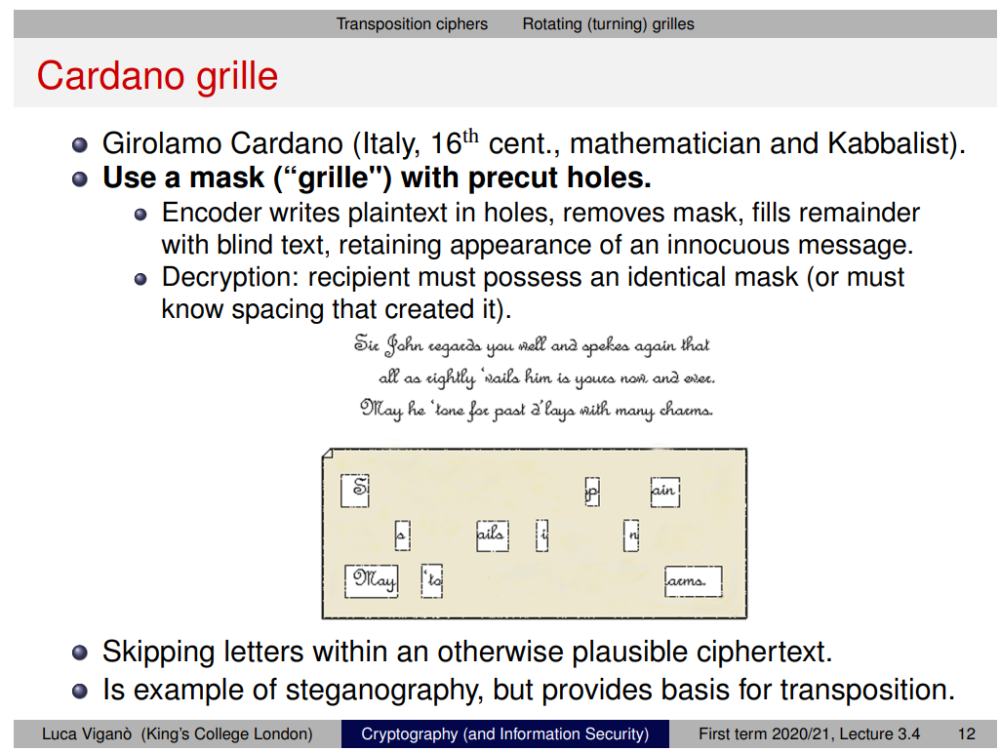 Transposition ciphers Rotating (turning) grilles
Cardano grille
Girolamo Cardano (Italy, 16th cent., mathematician and Kabbalist).
Use a mask (“grille") with precut holes.
Encoder writes plaintext in holes, removes mask, fills remainder
with blind text, retaining appearance of an innocuous message.
Decryption: recipient must possess an identical mask (or must
know spacing that created it).
Sir John regards you well and spekes again that
all as rightly 'vails him is yours now and ever.
May he 'tone for past d'lays with many charms.
S p ain
s ails i n
May 'to arms.
Skipping letters within an otherwise plausible ciphertext.
Is example of steganography, but provides basis for transposition.
Luca Viganò (King's College London) Cryptography (and Information Security) First term 2020/21, Lecture 3.4 12